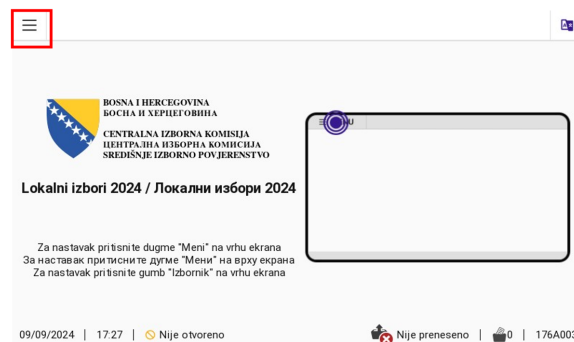 BOSNA I HERCEGOVINA
БОСНА И ХЕРЦЕГОВИНА
CENTRALNA IZBORNA KOMISIJA
ЦЕНТРАЛНА ИЗБОРНА КОМИСИЈА
SREDIŠNJE IZBORNO POVJERENSTVO
Lokalni izbori 2024 / Локални избори 2024
Za nastavak pritisnite dugme "Meni" na vrhu ekrana
За наставак притисните дугме "Мени" на врху екрана
Za nastavak pritisnite gumb "Izbornik" na vrhu ekrana
09/09/2024 | 17:27 | Nije otvoreno
Nije preneseno | 0 | 176A003